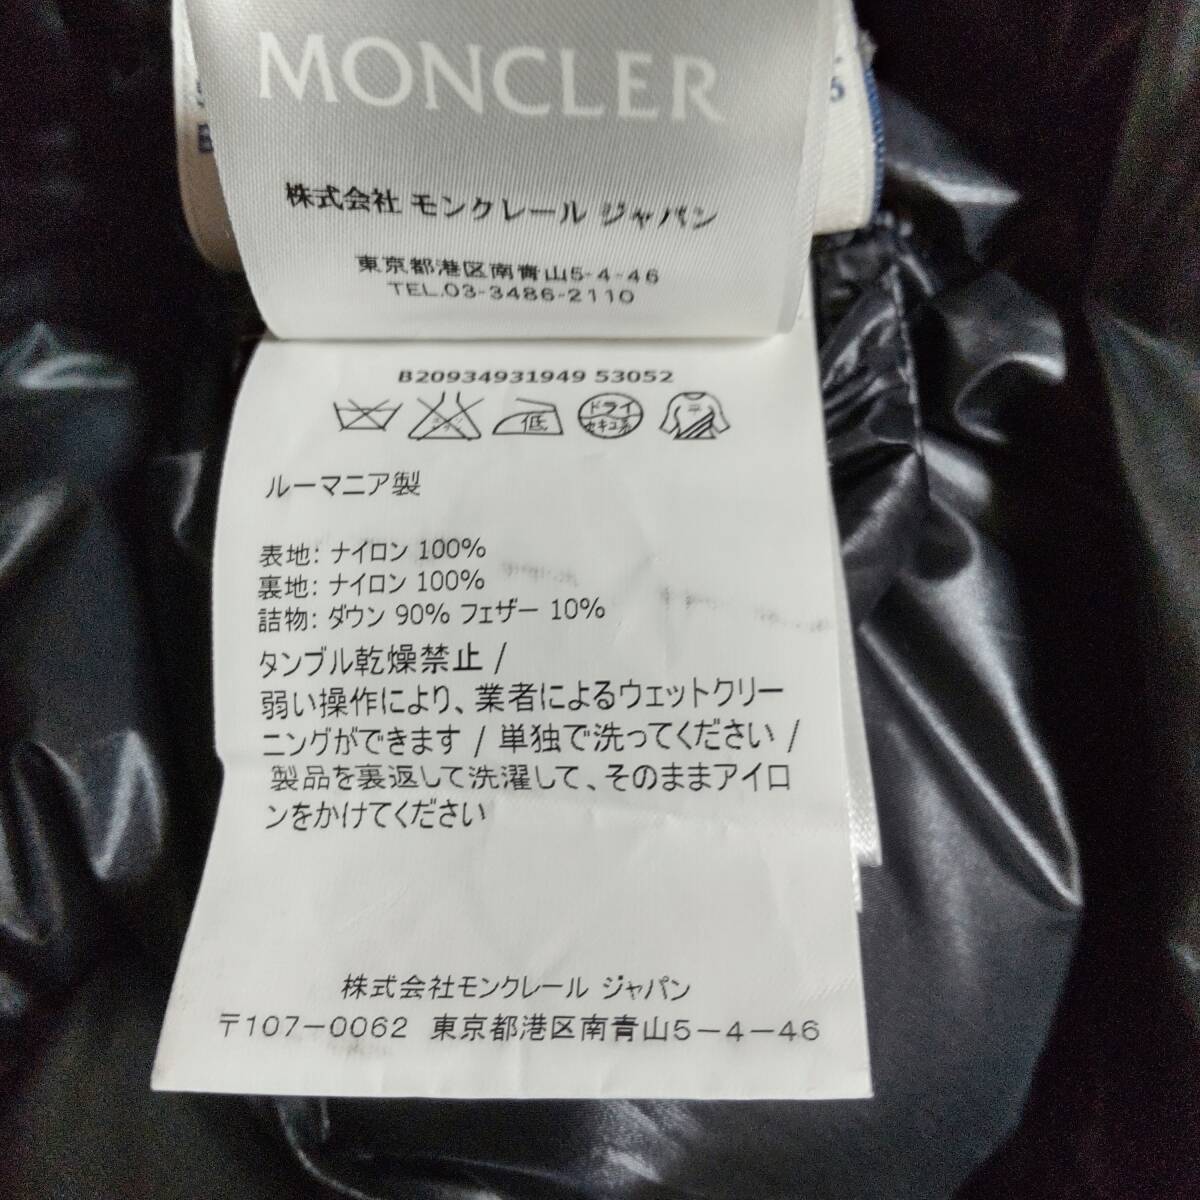 MONCLER
株式会社 モンクレール ジャパン
東京都港区南青山5-4-46
TEL.03-3486-2110
B20934931949 53052
低
ドライ
セキユ系
ルーマニア製
表地: ナイロン 100%
裏地: ナイロン 100%
詰物: ダウン 90% フェザー 10%
タンブル乾燥禁止 /
弱い操作により、業者によるウェットクリー
ニングができます / 単独で洗ってください /
製品を裏返して洗濯して、そのままアイロ
ンをかけてください
株式会社モンクレール ジャパン
〒107-0062 東京都港区南青山5-4-46